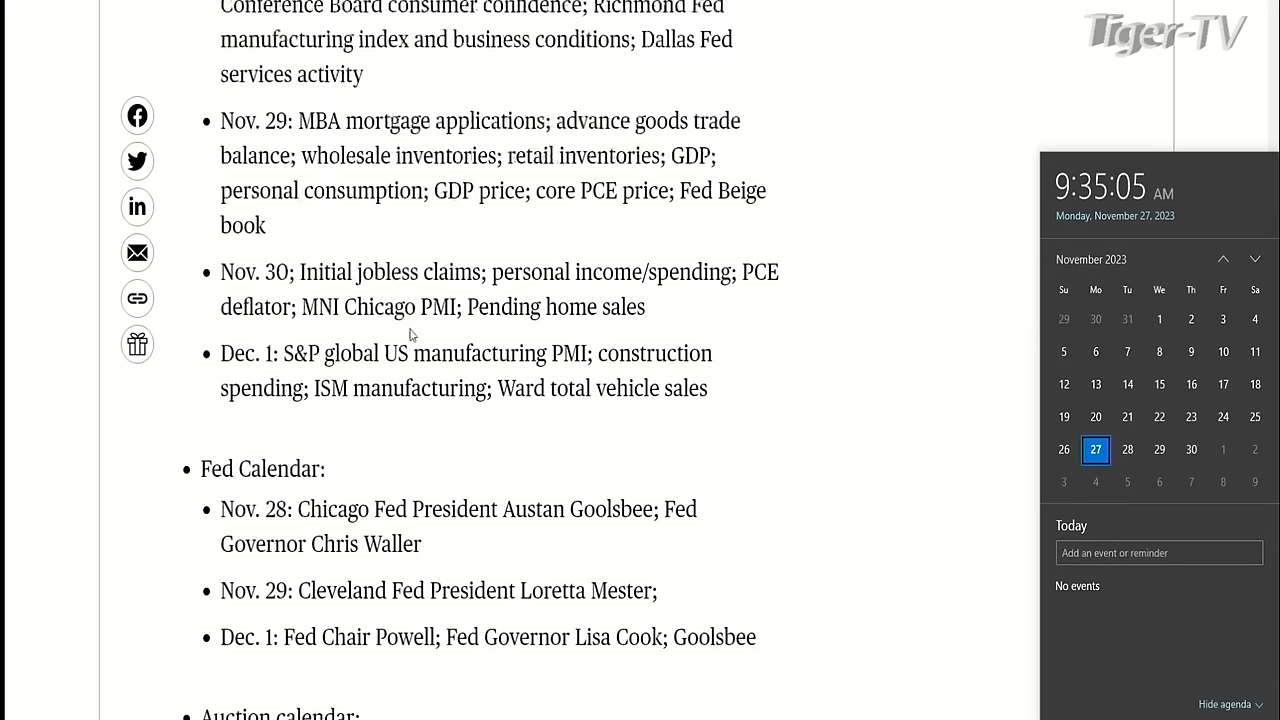 Conference Board consumer confidence; Richmond Fed
manufacturing index and business conditions; Dallas Fed
services activity
Nov. 29: MBA mortgage applications; advance goods trade
balance; wholesale inventories; retail inventories; GDP;
personal consumption; GDP price; core PCE price; Fed Beige
book
Nov. 30; Initial jobless claims; personal income/spending; PCE
deflator; MNI Chicago PMI; Pending home sales
Dec. 1: S&P global US manufacturing PMI; construction
spending; ISM manufacturing; Ward total vehicle sales
Fed Calendar:
Nov. 28: Chicago Fed President Austan Goolsbee; Fed
Governor Chris Waller
Nov. 29: Cleveland Fed President Loretta Mester;
Dec. 1: Fed Chair Powell; Fed Governor Lisa Cook; Goolsbee
Auction calendar:
Tiger-TV
9:35:05 AM
Monday, November 27, 2023
November 2023
Su Mo Tu We Th Fr Sa
29 30 31 1 2 3 4
5 6 7 8 9 10 11
12 13 14 15 16 17 18
19 20 21 22 23 24 25
26 27 28 29 30 1 2
3 4 5 6 7 8 9
Today
Add an event or reminder
No events
Hide agenda